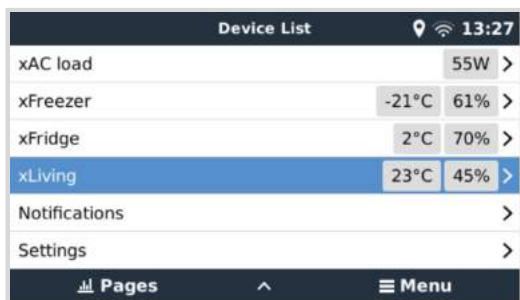 Device List 13:27
xAC load 55W
xFreezer -21°C 61%
xFridge 2°C 70%
xLiving 23°C 45%
Notifications
Settings
Pages Menu